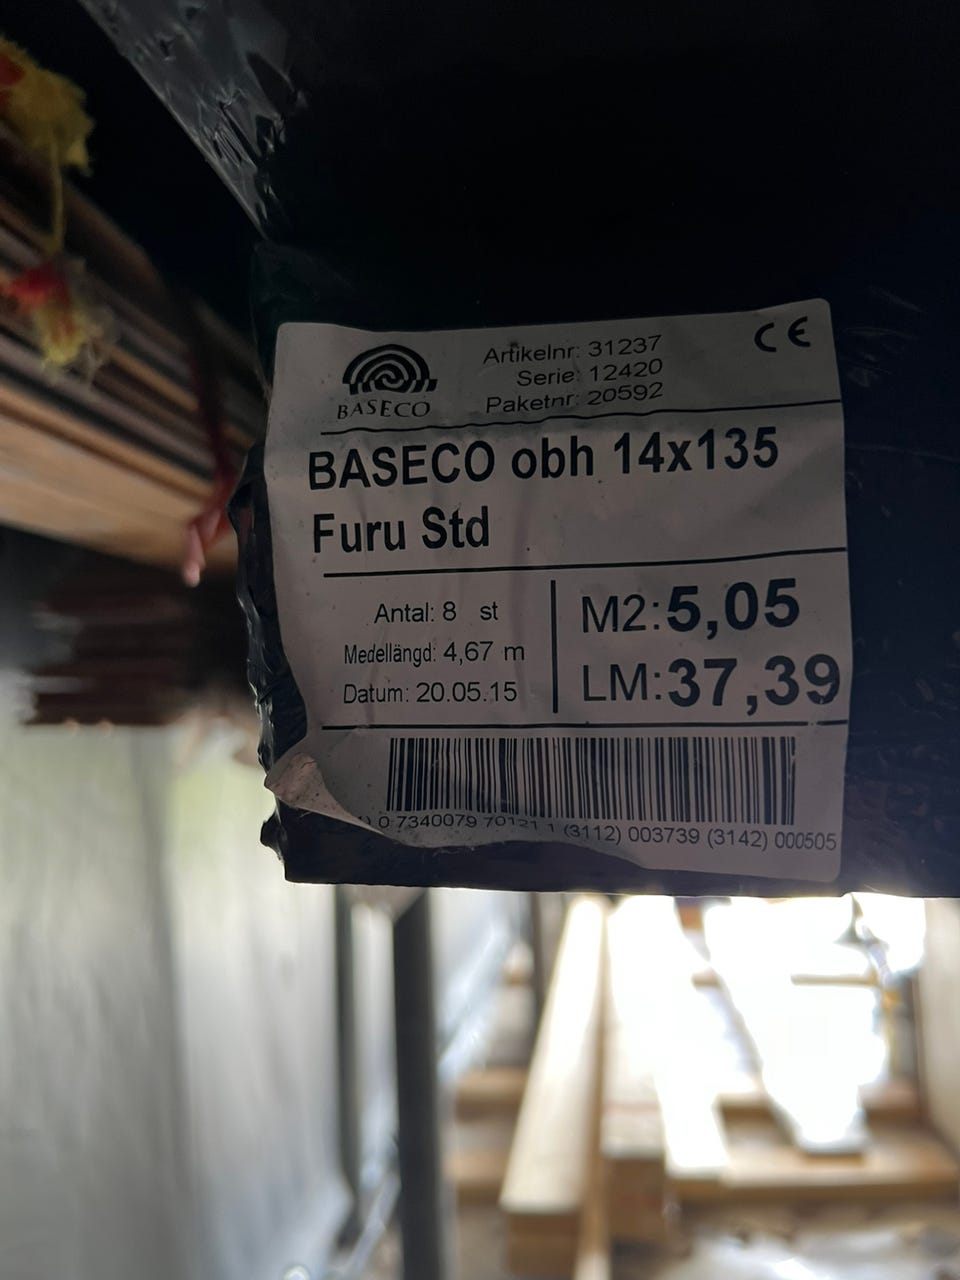 BASECO
Artikelnr: 31237
Serie: 12420
Paketnr: 20592
CE
BASECO obh 14x135
Furu Std
Antal: 8 st
Medellängd: 4,67 m
Datum: 20.05.15
M2: 5,05
LM: 37,39
) 0 7340079 70121 1 (3112) 003739 (3142) 000505